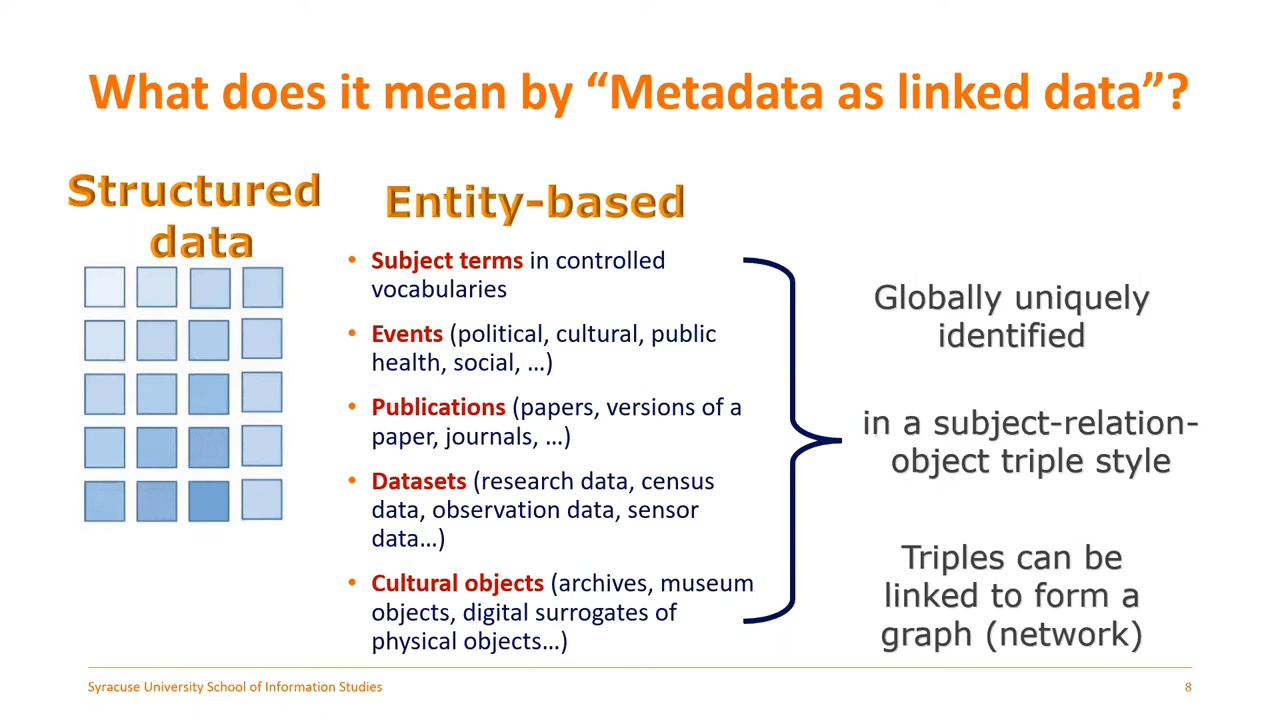 What does it mean by “Metadata as linked data”?
Structured
data
Entity-based
• Subject terms in controlled
vocabularies
• Events (political, cultural, public
health, social, …)
• Publications (papers, versions of a
paper, journals, …)
• Datasets (research data, census
data, observation data, sensor
data…)
• Cultural objects (archives, museum
objects, digital surrogates of
physical objects…)
Globally uniquely
identified
in a subject-relation-
object triple style
Triples can be
linked to form a
graph (network)
Syracuse University School of Information Studies
8